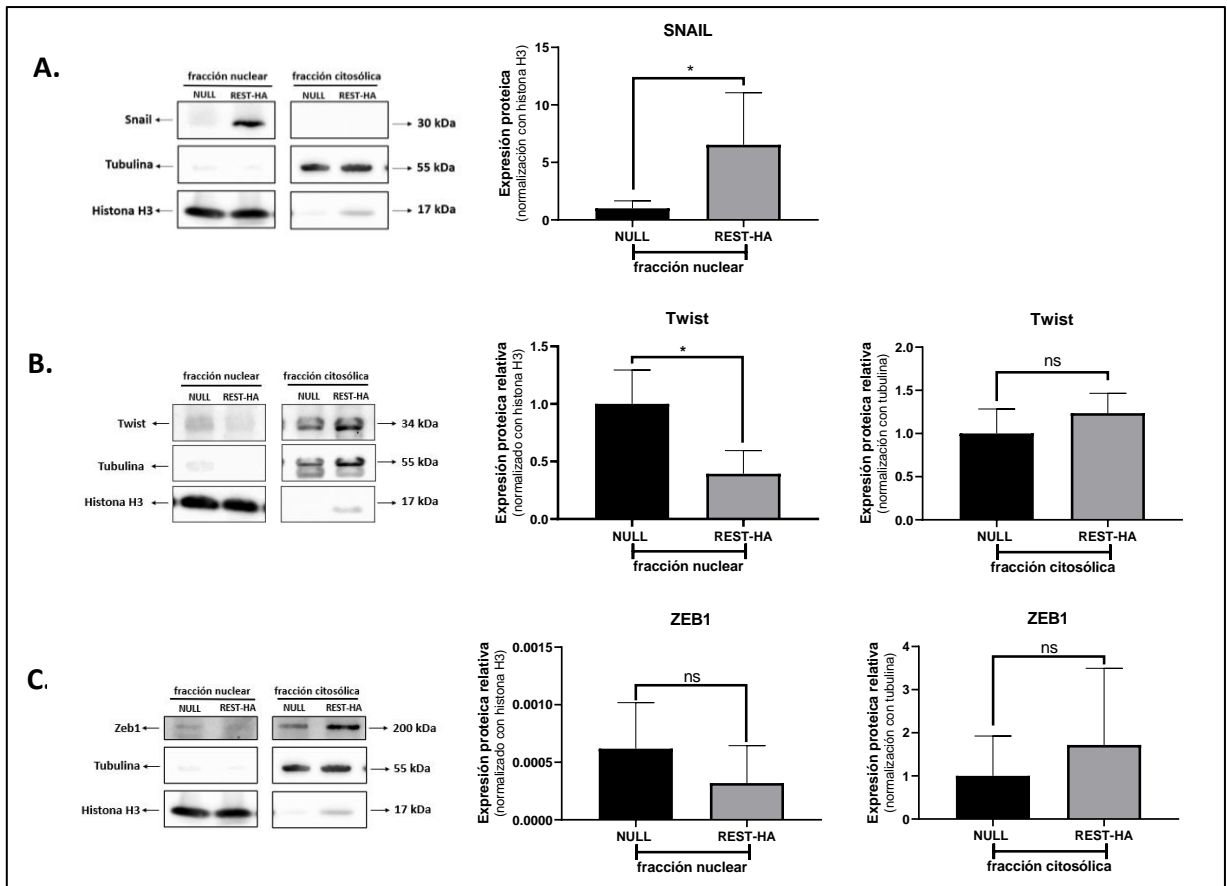 A.
fracción nuclear fracción citosólica
NULL REST-HA NULL REST-HA
Snail 30 kDa
Tubulina 55 kDa
Histona H3 17 kDa
SNAIL
Expresión proteica
(normalización con histona H3)
15
10
5
0
*
NULL REST-HA
fracción nuclear
B.
fracción nuclear fracción citosólica
NULL REST-HA NULL REST-HA
Twist 34 kDa
Tubulina 55 kDa
Histona H3 17 kDa
Twist
Expresión proteica relativa
(normalizado con histona H3)
1.5
1.0
0.5
0.0
*
NULL REST-HA
fracción nuclear
Twist
Expresión proteica relativa
(normalización con tubulina)
2.0
1.5
1.0
0.5
0.0
ns
NULL REST-HA
fracción citosólica
C.
fracción nuclear fracción citosólica
NULL REST-HA NULL REST-HA
Zeb1 200 kDa
Tubulina 55 kDa
Histona H3 17 kDa
ZEB1
Expresión proteica relativa
(normalizado con histona H3)
0.0015
0.0010
0.0005
0.0000
ns
NULL REST-HA
fracción nuclear
ZEB1
Expresión proteica relativa
(normalización con tubulina)
4
3
2
1
0
ns
NULL REST-HA
fracción citosólica